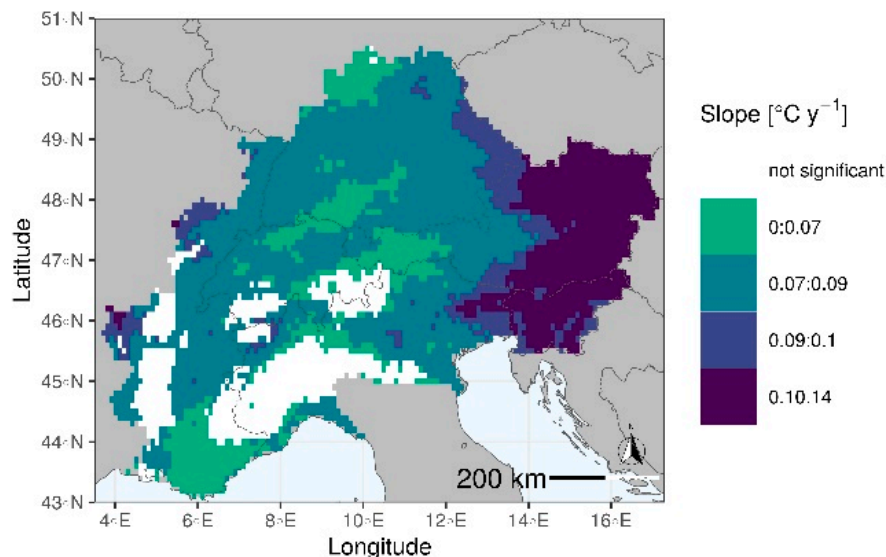 51∘N
50∘N
49∘N
48∘N
47∘N
46∘N
45∘N
44∘N
43∘N
Latitude
4∘E
6∘E
8∘E
10∘E
12∘E
14∘E
16∘E
Longitude
200 km
Slope [°C y⁻¹]
not significant
0:0.07
0.07:0.09
0.09:0.1
0.10.14